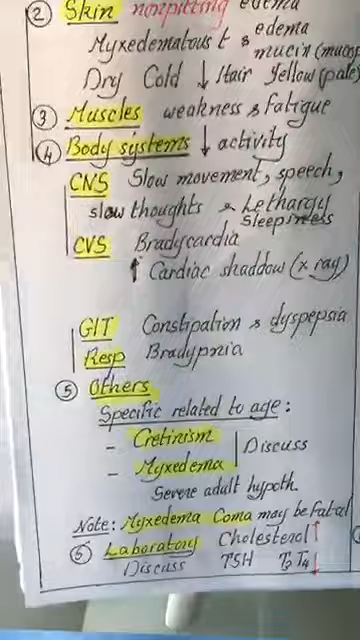 ② Skin nonpitting edema
Myxedematous t & edema
mucin (muco
Dry Cold ↓ Hair Yellow (pale)
③ Muscles weakness & fatigue
④ Body systems ↓ activity
CNS Slow movement, speech,
slow thoughts & Lethargy
Sleepiness
CVS Bradycardia
↑ Cardiac shaddow (x ray)
GIT Constipation & dyspepsia
Resp Bradypnia
⑤ Others
Specific related to age:
- Cretinism
- Myxedema | Discuss
Severe adult hypoth.
Note: Myxedema Coma may be fatal
⑥ Laboratory Cholesterol ↑
Discuss TSH T3 T4 ↓